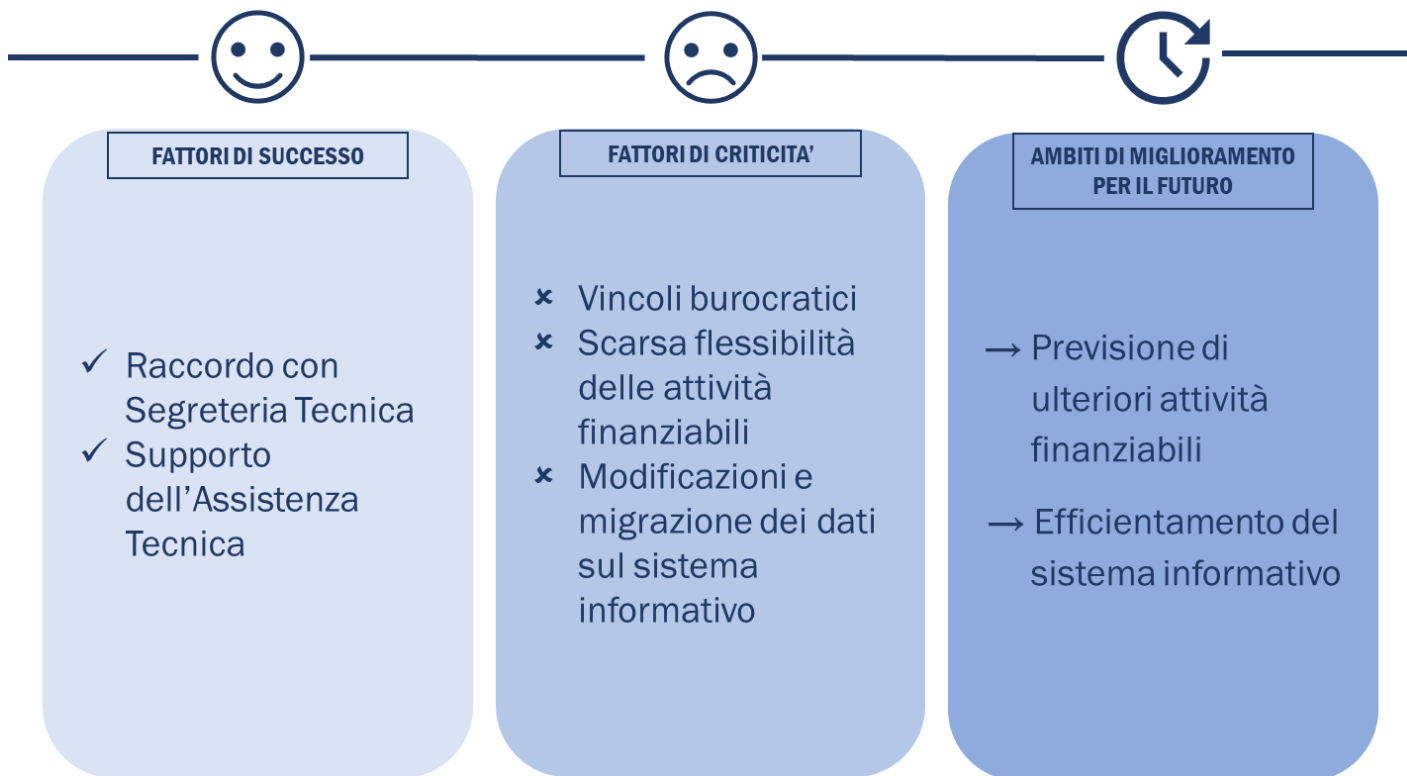 FATTORI DI SUCCESSO
✓ Raccordo con
Segreteria Tecnica
✓ Supporto
dell'Assistenza
Tecnica
FATTORI DI CRITICITA'
× Vincoli burocratici
× Scarsa flessibilità
delle attività
finanziabili
× Modificazioni e
migrazione dei dati
sul sistema
informativo
AMBITI DI MIGLIORAMENTO
PER IL FUTURO
→ Previsione di
ulteriori attività
finanziabili
→ Efficientamento del
sistema informativo